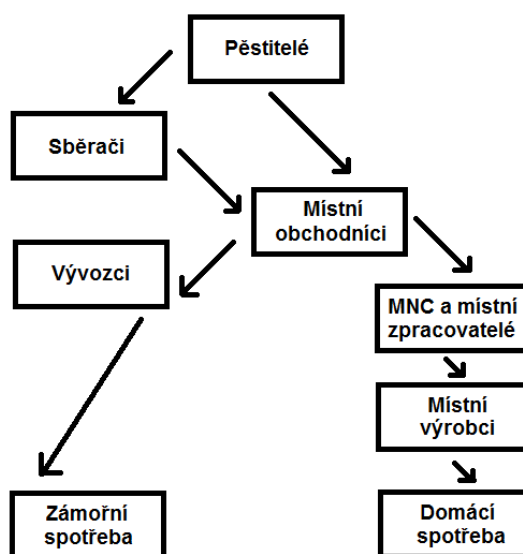 Pěstitelé
Sběrači
Místní
obchodníci
Vývozci
MNC a místní
zpracovatelé
Místní
výrobci
Zámořní
spotřeba
Domácí
spotřeba